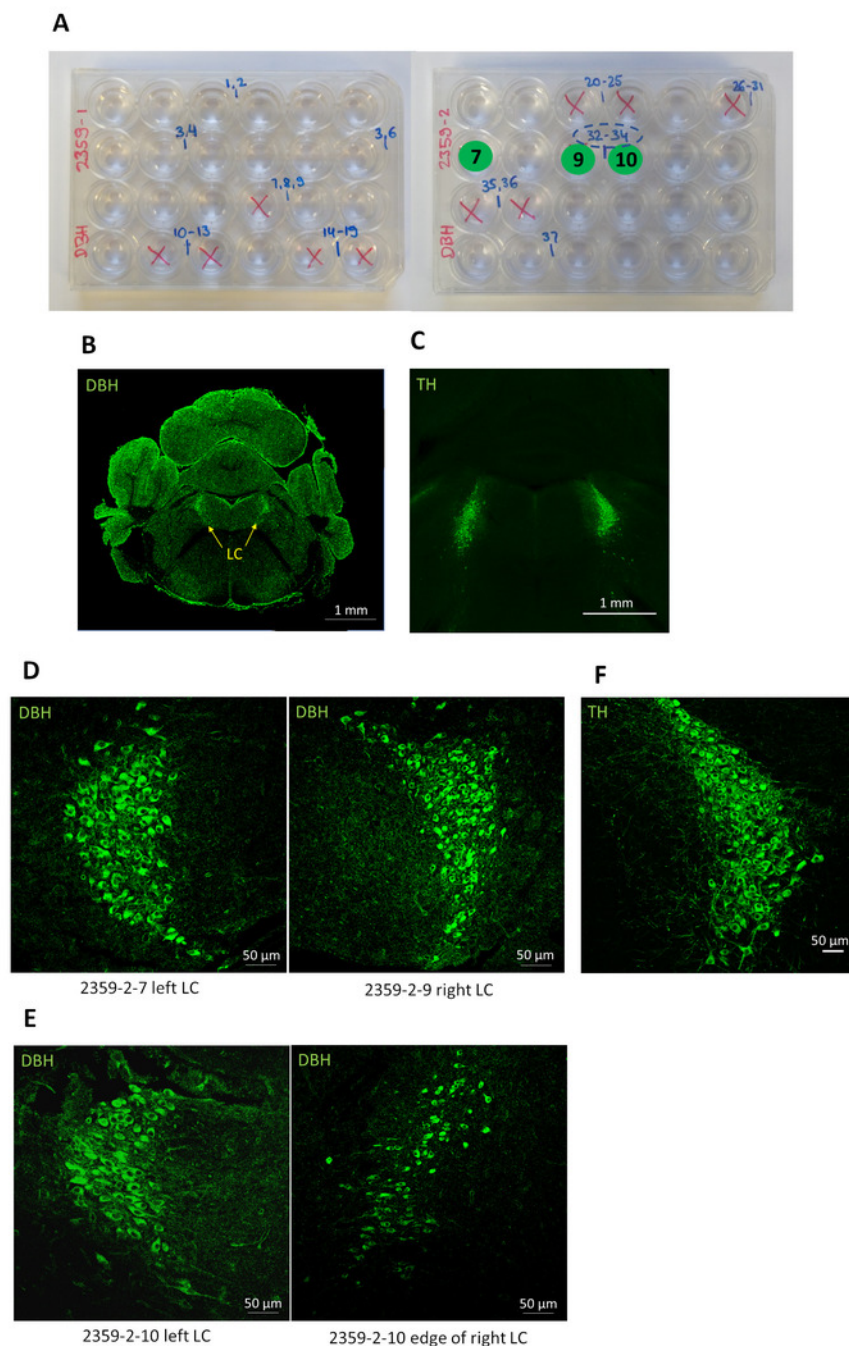 A
1,2
3,4
3,6
7,8,9
10-13
14-19
2359-1
DBH
20-25
26-31
32-34
7
9
10
35,36
37
2359-2
DBH
B
C
DBH
LC
1 mm
TH
1 mm
D
F
DBH
50 µm
DBH
50 µm
TH
50 µm
2359-2-7 left LC
2359-2-9 right LC
E
DBH
50 µm
DBH
50 µm
2359-2-10 left LC
2359-2-10 edge of right LC